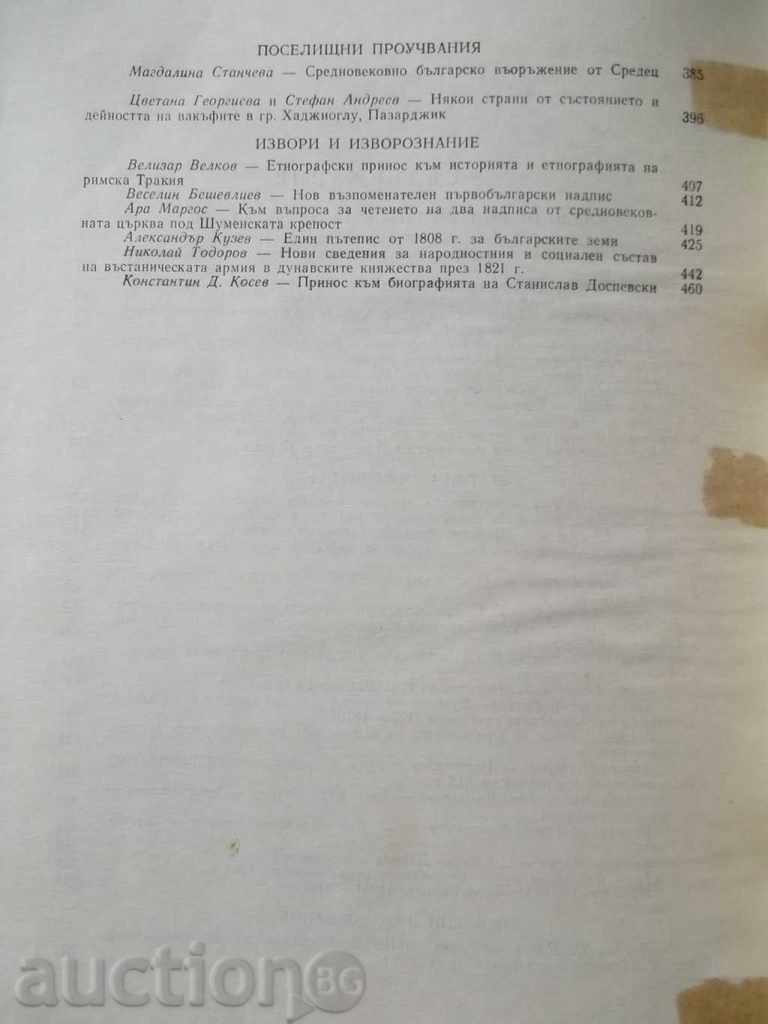 ПОСЕЛИЩНИ ПРОУЧВАНИЯ
Магдалина Станчева — Средновековно българско въоръжение от Средец 385
Цветана Георгиева и Стефан Андреев — Някои страни от състоянието и
дейността на вакъфите в гр. Хаджиоглу, Пазарджик 396
ИЗВОРИ И ИЗВОРОЗНАНИЕ
Велизар Велков — Етнографски принос към историята и етнографията на
римска Тракия 407
Веселин Бешевлиев — Нов възпоменателен първобългарски надпис 412
Ара Маргос — Към въпроса за четенето на два надписа от средновеков-
ната църква под Шуменската крепост 419
Александър Кузев — Един пътепис от 1808 г. за българските земи 425
Николай Тодоров — Нови сведения за народностния и социален състав
на въстаническата армия в дунавските княжества през 1821 г. 442
Константин Д. Косев — Принос към биографията на Станислав Доспевски 460
auction BG